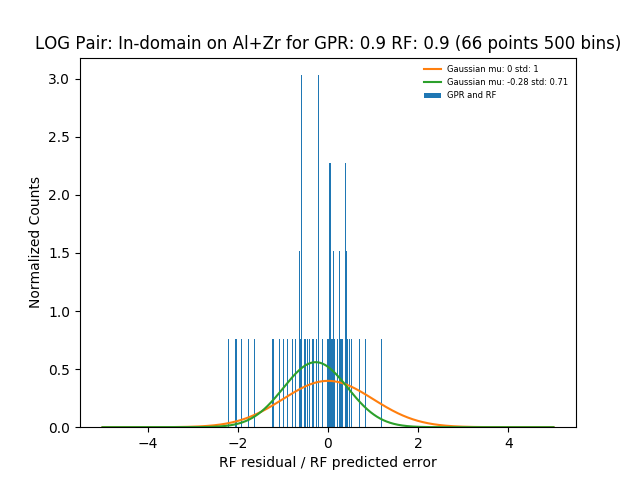 LOG Pair: In-domain on Al+Zr for GPR: 0.9 RF: 0.9 (66 points 500 bins)
Gaussian mu: 0 std: 1
Gaussian mu: -0.28 std: 0.71
GPR and RF
Normalized Counts
3.0
2.5
2.0
1.5
1.0
0.5
0.0
−4
−2
0
2
4
RF residual / RF predicted error